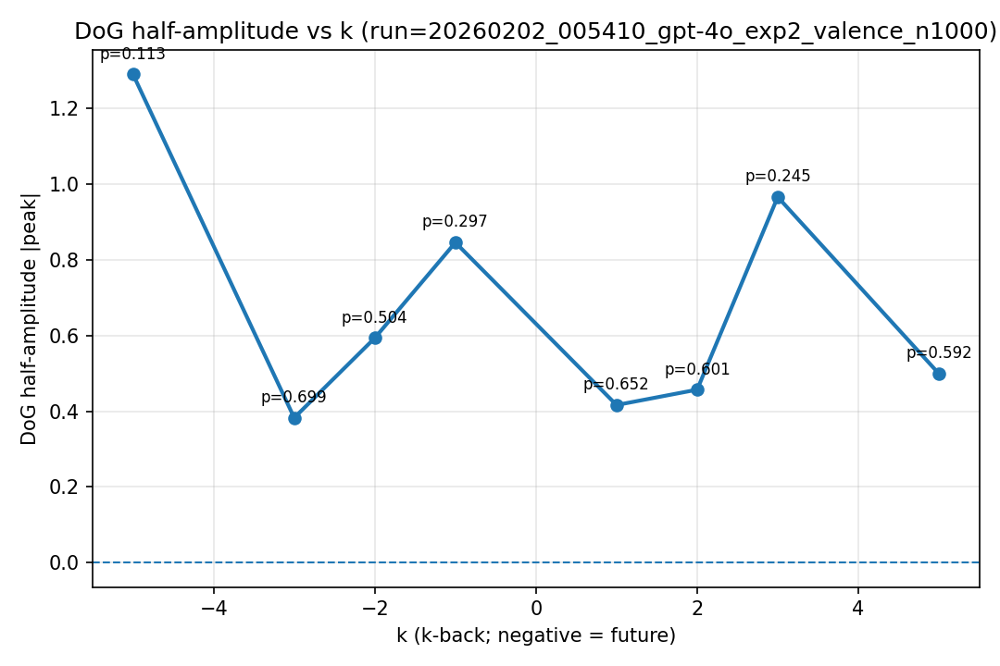 DoG half-amplitude vs k (run=20260202_005410_gpt-4o_exp2_valence_n1000)
p=0.113
1.2
p=0.245
1.0
p=0.297
DoG half-amplitude |peak|
0.8
p=0.504
0.6
p=0.592
p=0.601
p=0.652
p=0.699
0.4
0.2
0.0
−4 −2 0 2 4
k (k-back; negative = future)